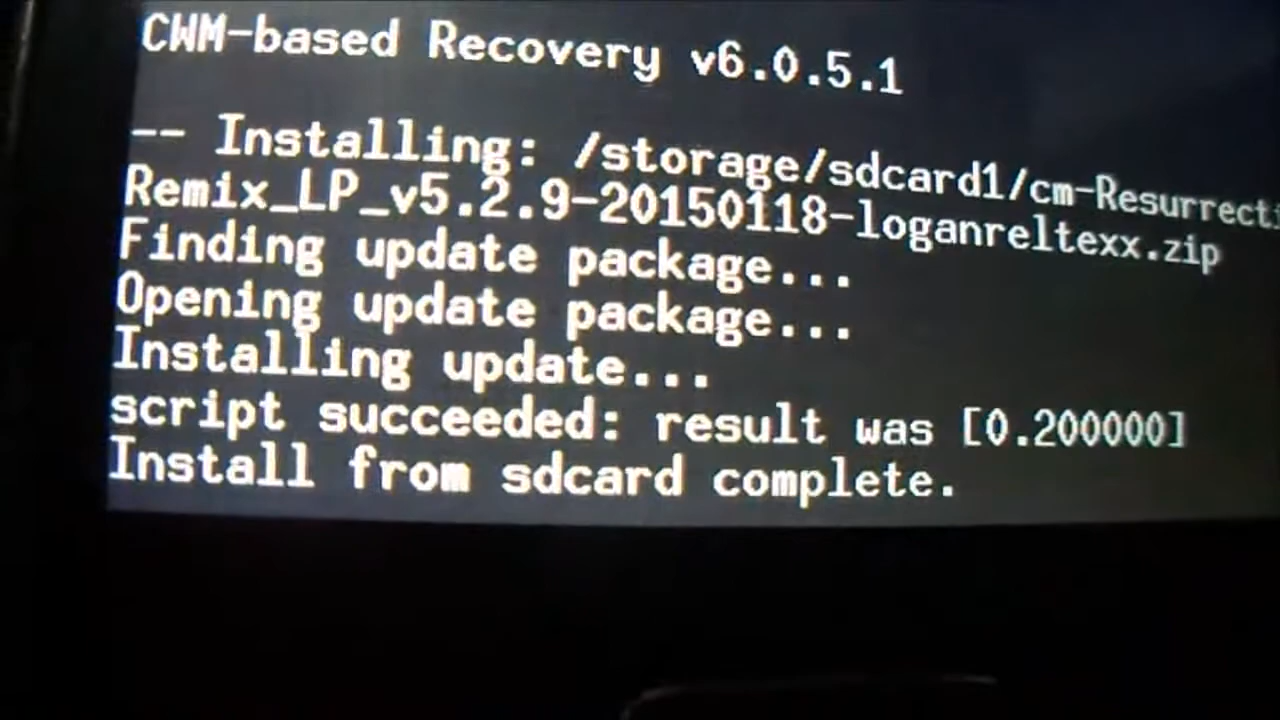 CWM-based Recovery v6.0.5.1
-- Installing: /storage/sdcard1/cm-Resurrecti
Remix_LP_v5.2.9-20150118-loganreltexx.zip
Finding update package...
Opening update package...
Installing update...
script succeeded: result was [0.200000]
Install from sdcard complete.